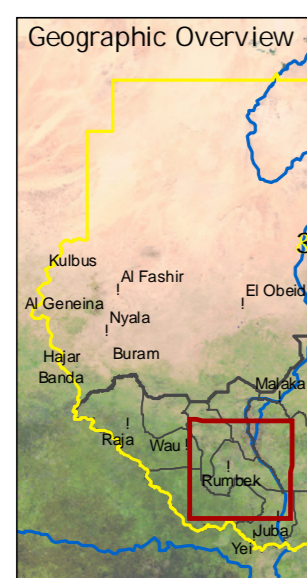 Geographic Overview
3
Kulbus
Al Fashir
Al Geneina
El Obeid
Nyala
Hajar
Banda
Buram
Malaka
Raja
Wau
Rumbek
Juba
Yei